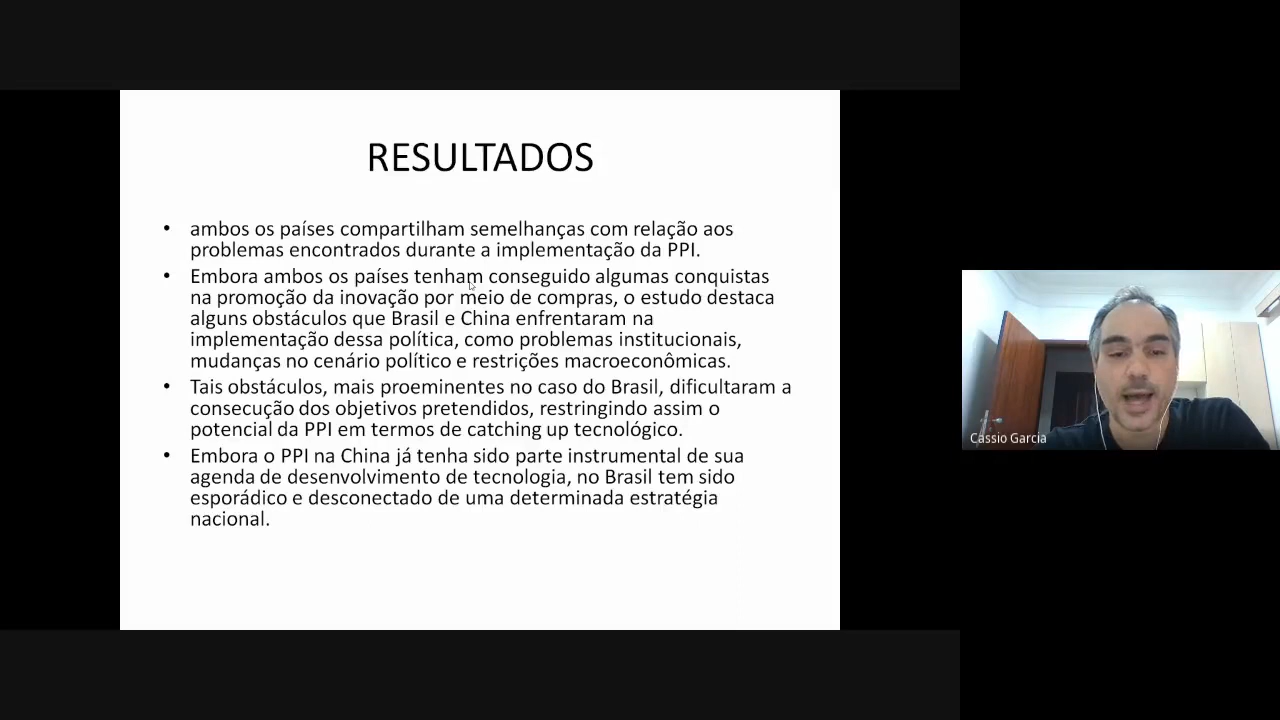 RESULTADOS
• ambos os países compartilham semelhanças com relação aos
problemas encontrados durante a implementação da PPI.
• Embora ambos os países tenham conseguido algumas conquistas
na promoção da inovação por meio de compras, o estudo destaca
alguns obstáculos que Brasil e China enfrentaram na
implementação dessa política, como problemas institucionais,
mudanças no cenário político e restrições macroeconômicas.
• Tais obstáculos, mais proeminentes no caso do Brasil, dificultaram a
consecução dos objetivos pretendidos, restringindo assim o
potencial da PPI em termos de catching up tecnológico.
• Embora o PPI na China já tenha sido parte instrumental de sua
agenda de desenvolvimento de tecnologia, no Brasil tem sido
esporádico e desconectado de uma determinada estratégia
nacional.
Cassio Garcia